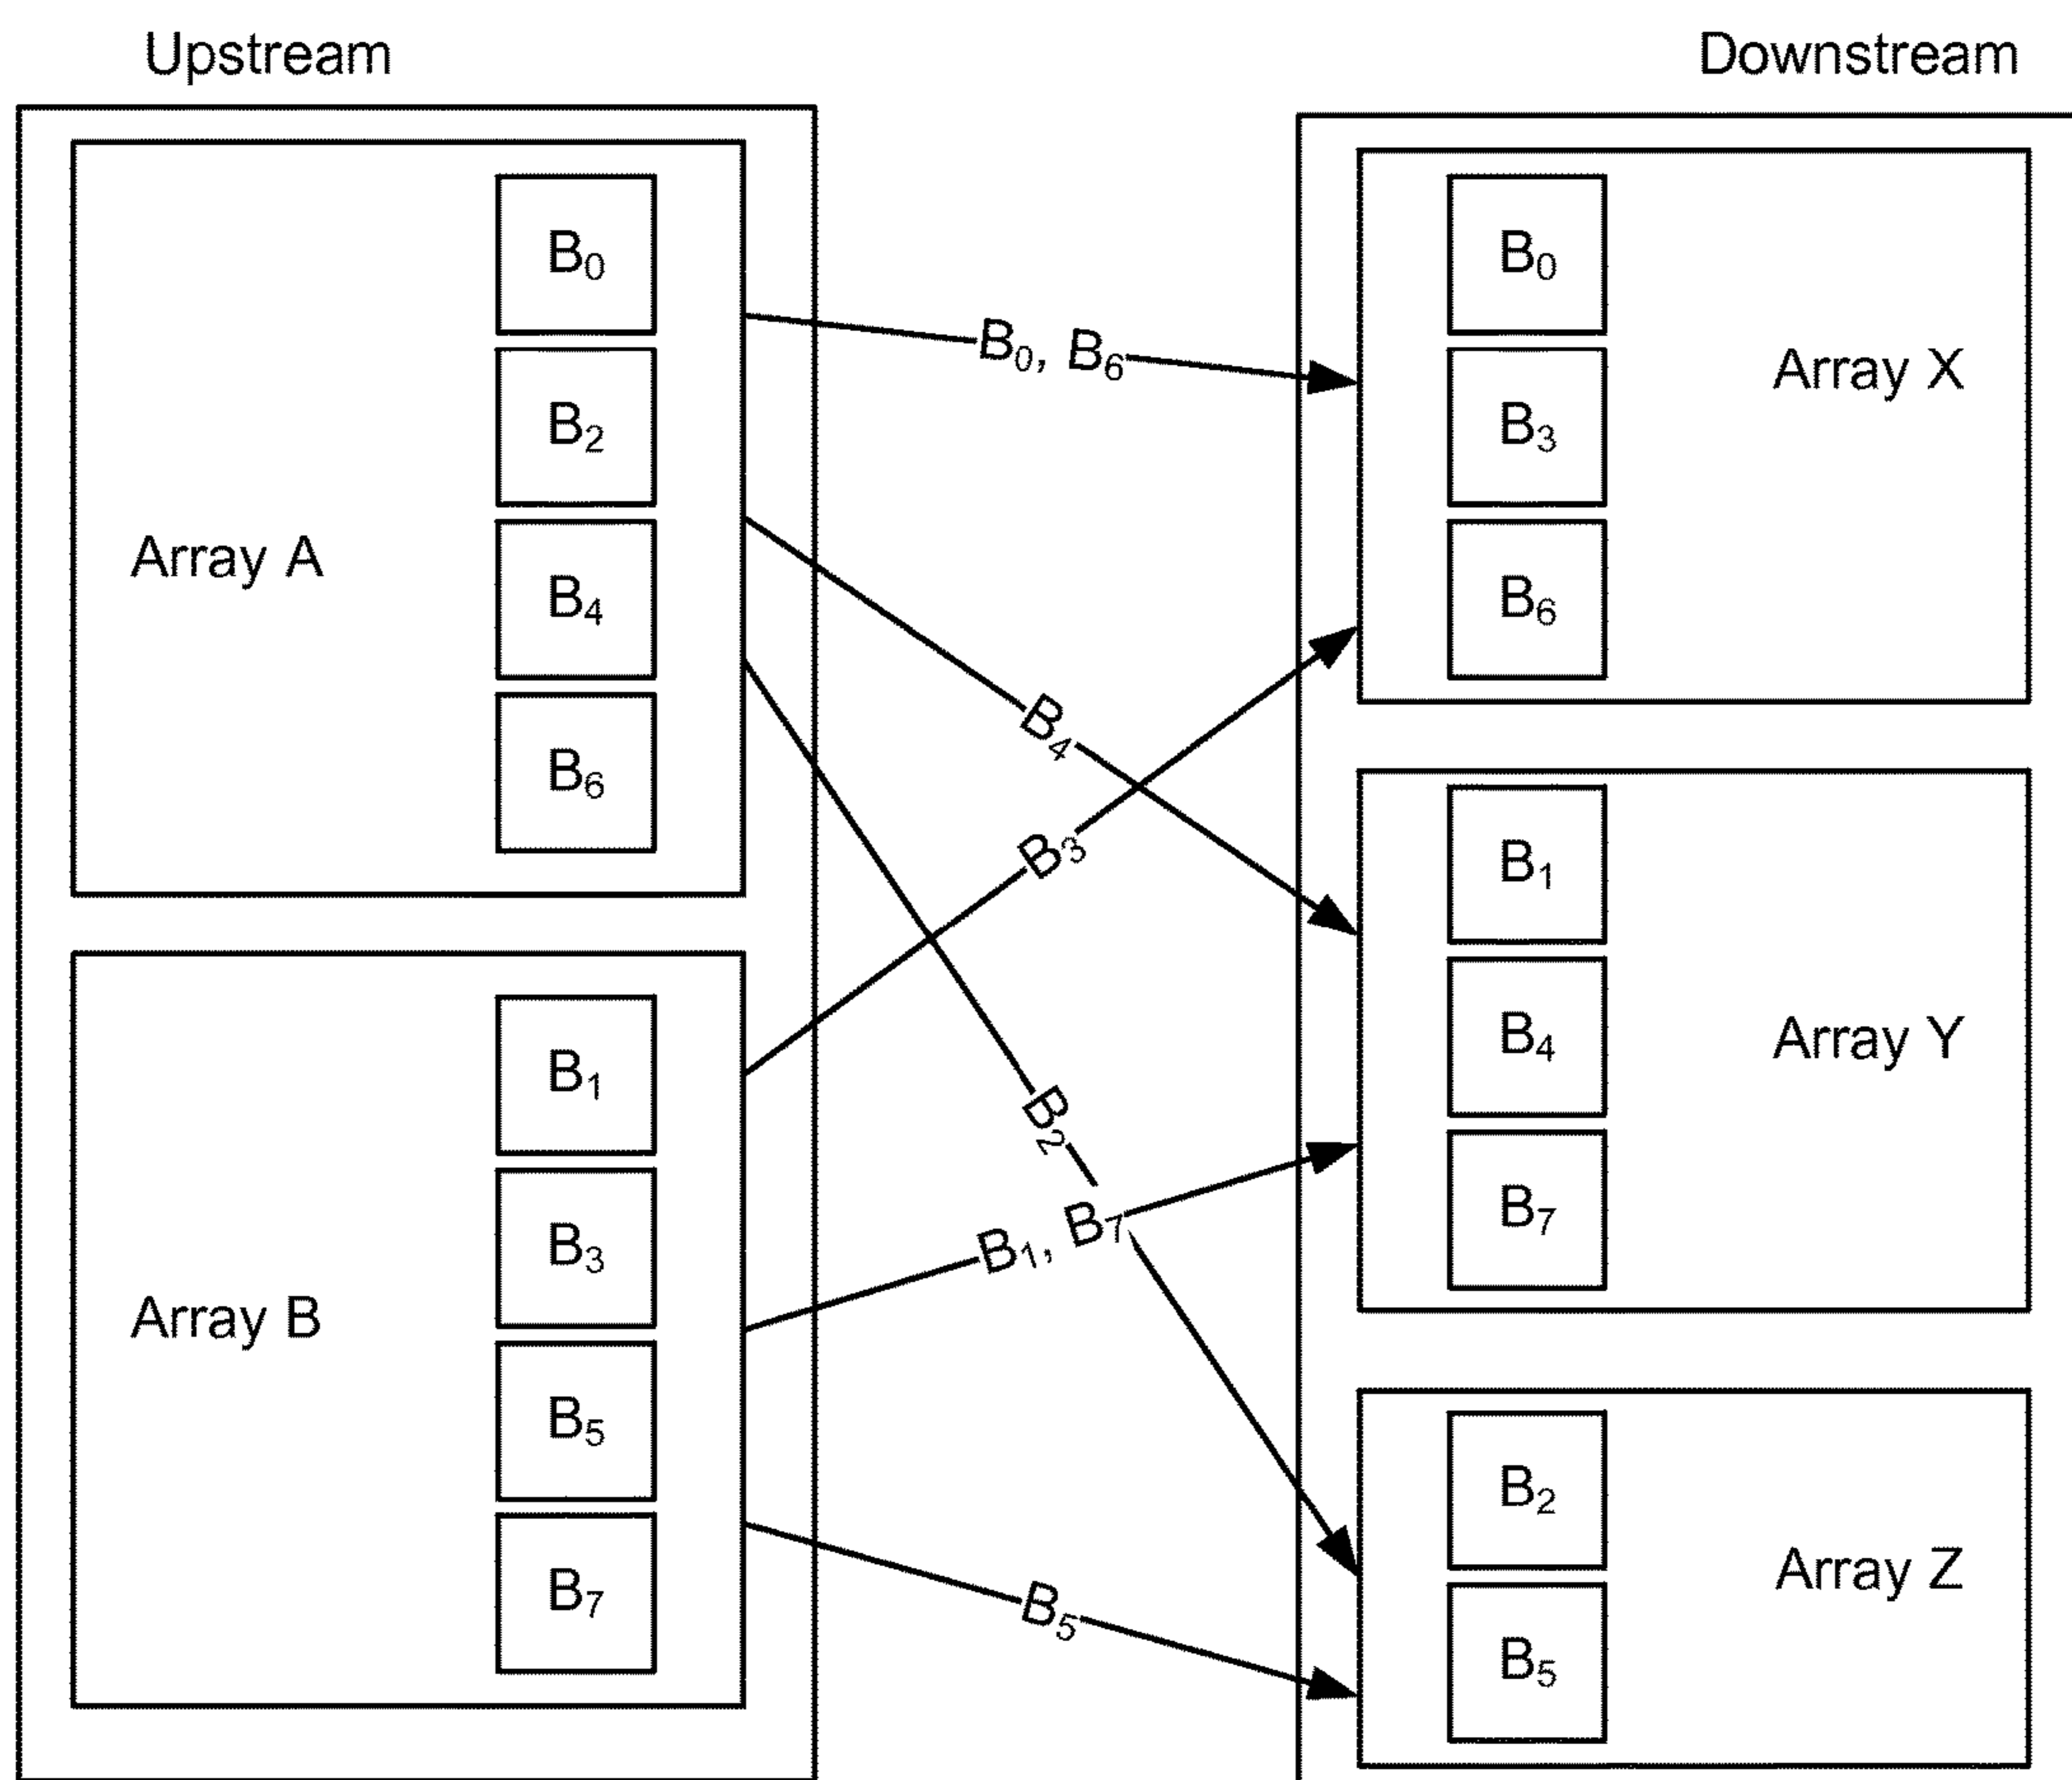 Upstream
Downstream
Array A
B₀
B₂
B₄
B₆
Array B
B₁
B₃
B₅
B₇
B₀, B₆
B₄
B₃
B₂
B₁, B₇
B₅
B₀
B₃
B₆
Array X
B₁
B₄
B₇
Array Y
B₂
B₅
Array Z